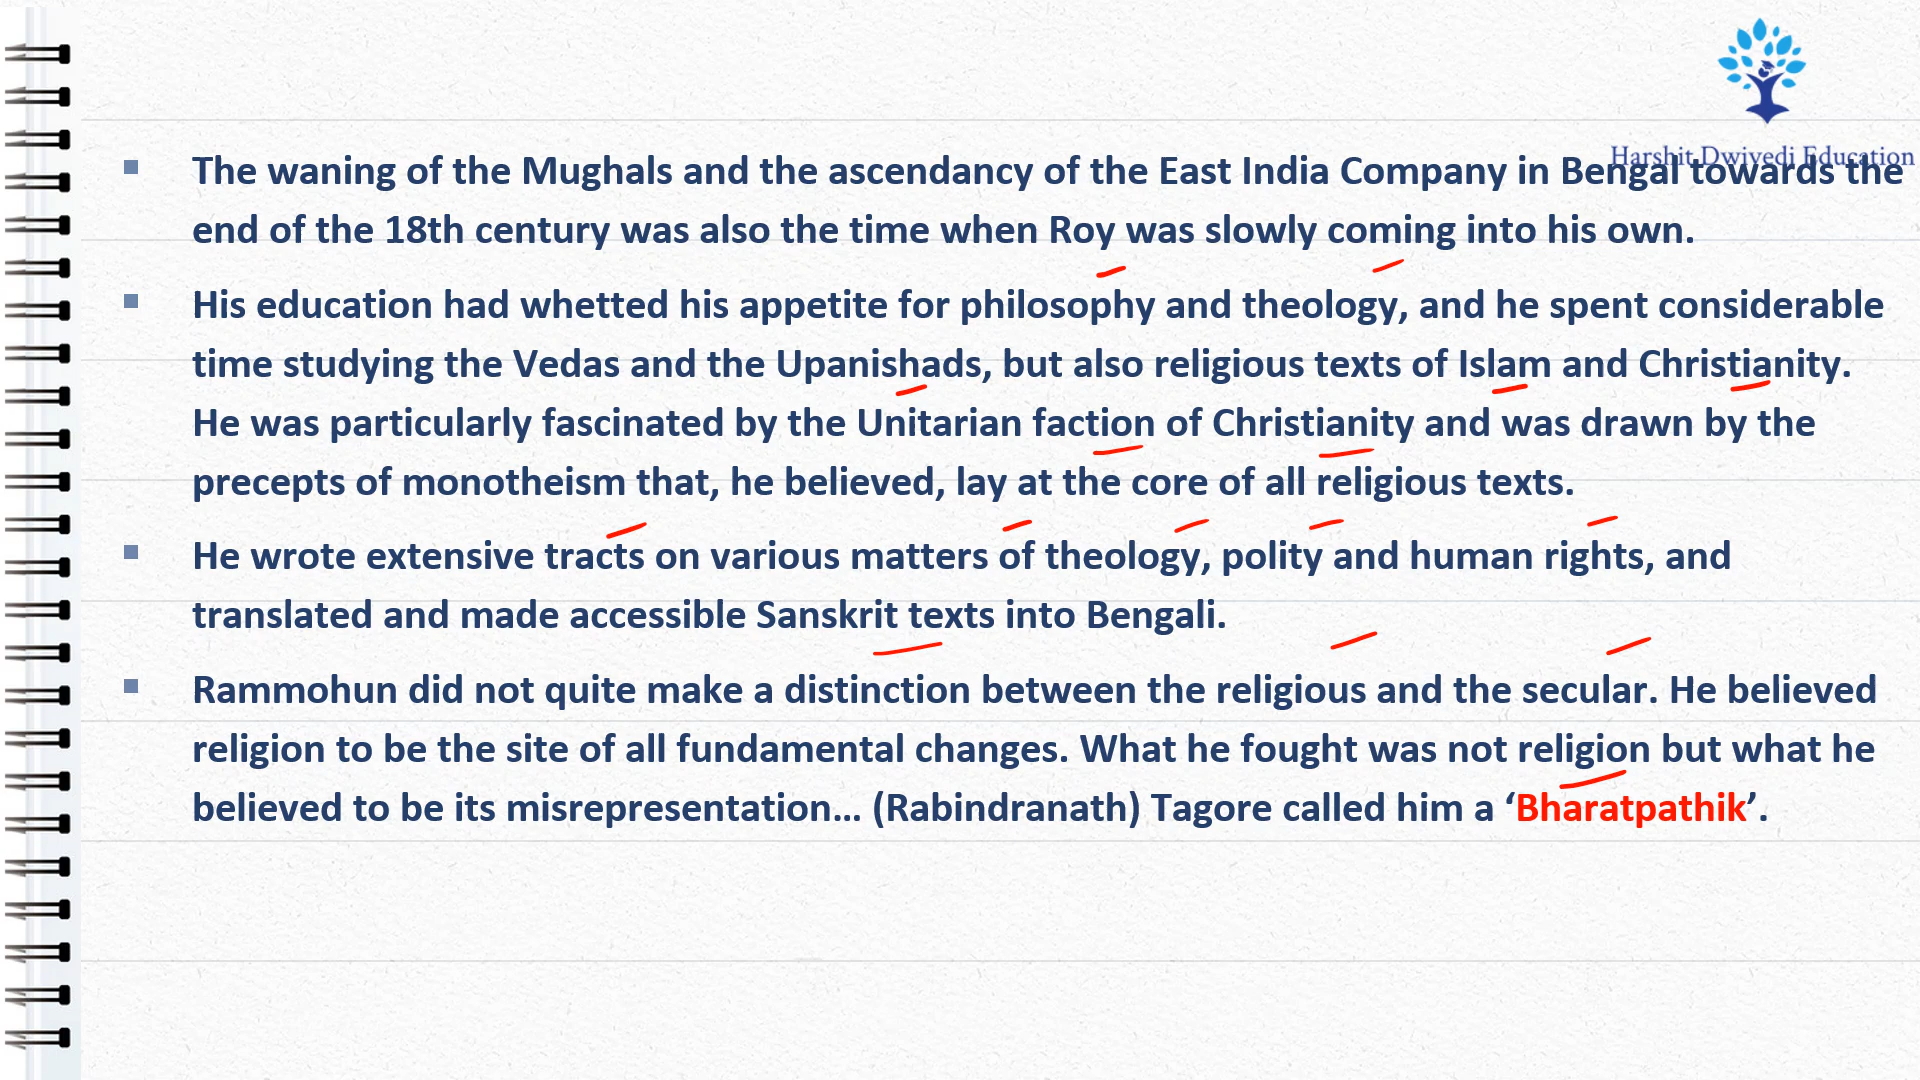 Harshit Dwivedi Education
▪ The waning of the Mughals and the ascendancy of the East India Company in Bengal towards the
end of the 18th century was also the time when Roy was slowly coming into his own.
▪ His education had whetted his appetite for philosophy and theology, and he spent considerable
time studying the Vedas and the Upanishads, but also religious texts of Islam and Christianity.
He was particularly fascinated by the Unitarian faction of Christianity and was drawn by the
precepts of monotheism that, he believed, lay at the core of all religious texts.
▪ He wrote extensive tracts on various matters of theology, polity and human rights, and
translated and made accessible Sanskrit texts into Bengali.
▪ Rammohun did not quite make a distinction between the religious and the secular. He believed
religion to be the site of all fundamental changes. What he fought was not religion but what he
believed to be its misrepresentation… (Rabindranath) Tagore called him a ‘Bharatpathik’.